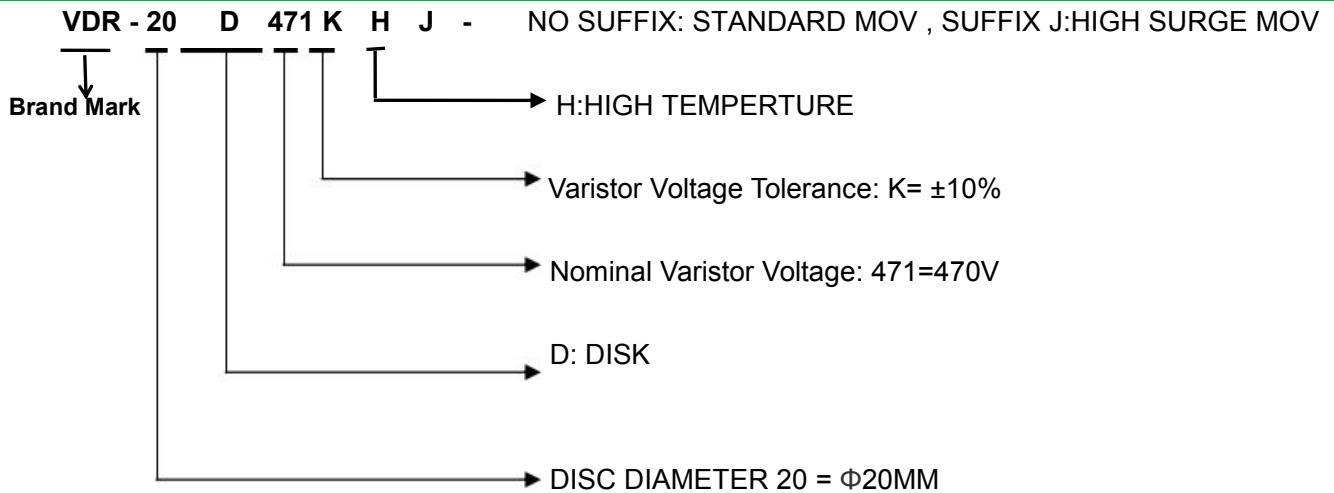 VDR - 20 D 471 K H J - NO SUFFIX: STANDARD MOV , SUFFIX J:HIGH SURGE MOV
Brand Mark
H:HIGH TEMPERTURE
Varistor Voltage Tolerance: K= ±10%
Nominal Varistor Voltage: 471=470V
D: DISK
DISC DIAMETER 20 = Φ20MM